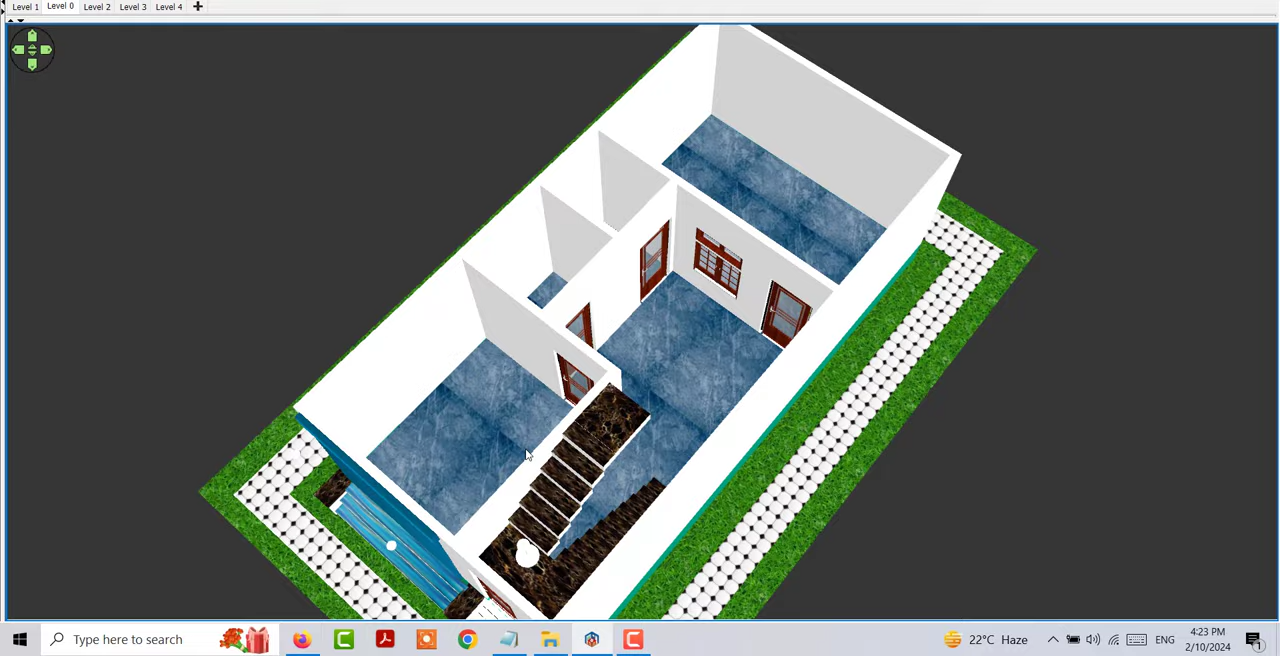 Level 1 Level 0 Level 2 Level 3 Level 4
Type here to search
22°C Haze
ENG
4:23 PM
2/10/2024
1